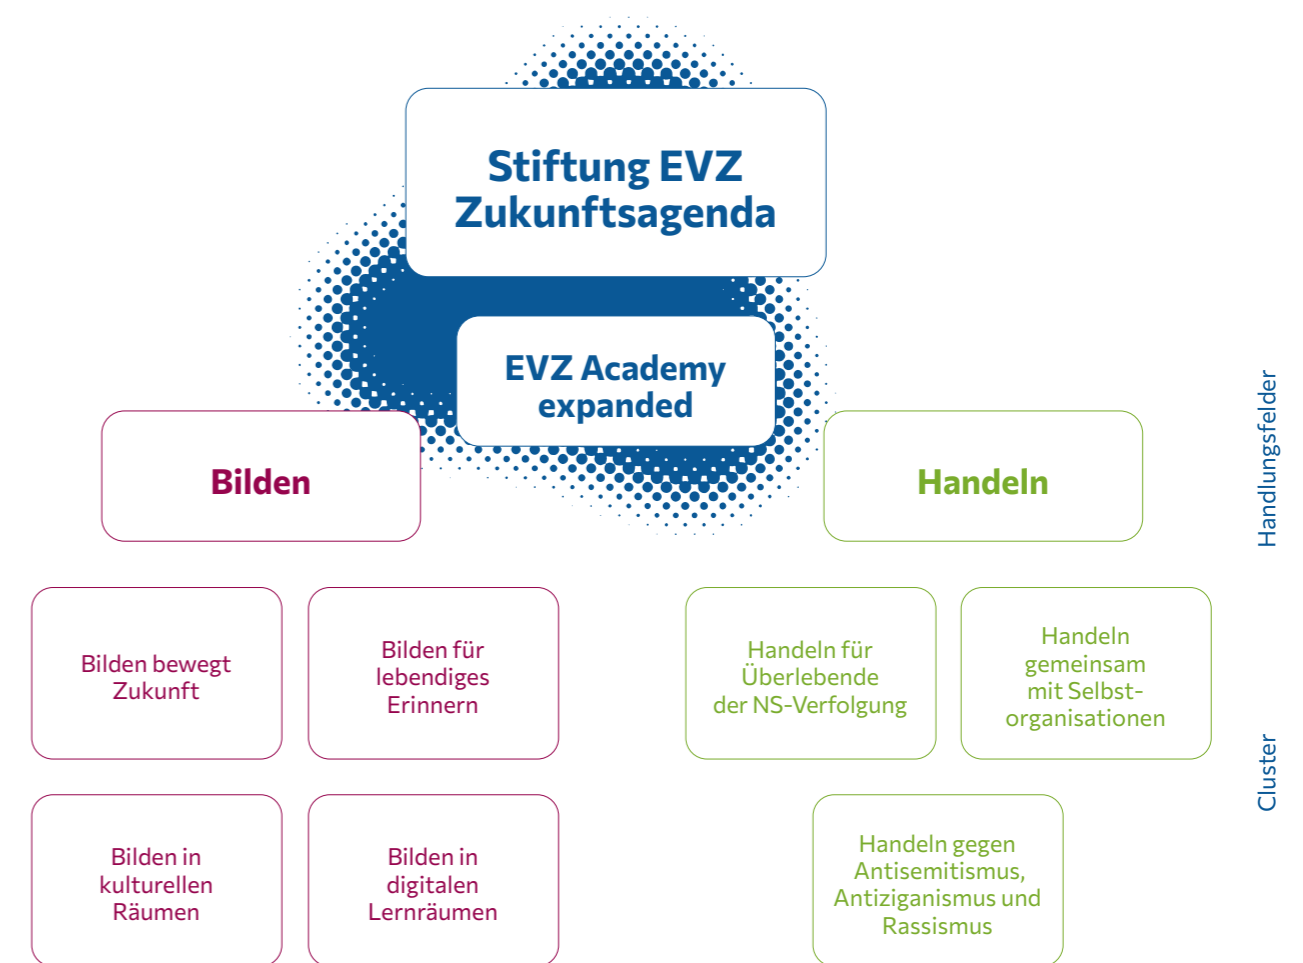 Stiftung EVZ
Zukunftsagenda
EVZ Academy
expanded
Bilden
Handeln
Handlungsfelder
Bilden bewegt
Zukunft
Bilden für
lebendiges
Erinnern
Handeln für
Überlebende
der NS-Verfolgung
Handeln
gemeinsam
mit Selbst-
organisationen
Cluster
Bilden in
kulturellen
Räumen
Bilden in
digitalen
Lernräumen
Handeln gegen
Antisemitismus,
Antiziganismus und
Rassismus